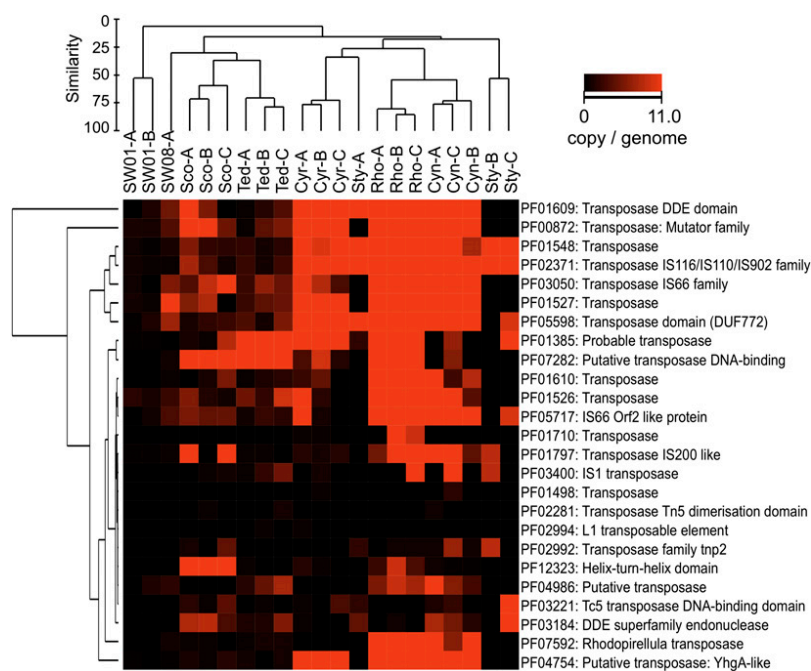 0
25
50
75
100
Similarity
0 11.0
copy / genome
SW01-A
SW01-B
SW08-A
Sco-A
Sco-B
Sco-C
Ted-A
Ted-B
Ted-C
Cyr-A
Cyr-B
Cyr-C
Sty-A
Rho-A
Rho-B
Rho-C
Cyn-A
Cyn-C
Cyn-B
Sty-B
Sty-C
PF01609: Transposase DDE domain
PF00872: Transposase: Mutator family
PF01548: Transposase
PF02371: Transposase IS116/IS110/IS902 family
PF03050: Transposase IS66 family
PF01527: Transposase
PF05598: Transposase domain (DUF772)
PF01385: Probable transposase
PF07282: Putative transposase DNA-binding
PF01610: Transposase
PF01526: Transposase
PF05717: IS66 Orf2 like protein
PF01710: Transposase
PF01797: Transposase IS200 like
PF03400: IS1 transposase
PF01498: Transposase
PF02281: Transposase Tn5 dimerisation domain
PF02994: L1 transposable element
PF02992: Transposase family tnp2
PF12323: Helix-turn-helix domain
PF04986: Putative transposase
PF03221: Tc5 transposase DNA-binding domain
PF03184: DDE superfamily endonuclease
PF07592: Rhodopirellula transposase
PF04754: Putative transposase: YhgA-like